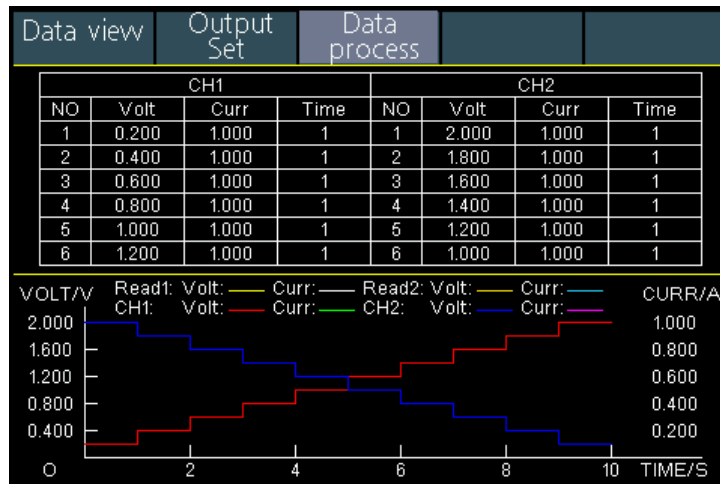 Data view Output Set Data process
CH1 CH2
NO Volt Curr Time NO Volt Curr Time
1 0.200 1.000 1 1 2.000 1.000 1
2 0.400 1.000 1 2 1.800 1.000 1
3 0.600 1.000 1 3 1.600 1.000 1
4 0.800 1.000 1 4 1.400 1.000 1
5 1.000 1.000 1 5 1.200 1.000 1
6 1.200 1.000 1 6 1.000 1.000 1
VOLT/V Read1: Volt: Curr: Read2: Volt: Curr: CURR/A
CH1: Volt: Curr: CH2: Volt: Curr:
2.000 1.000
1.600 0.800
1.200 0.600
0.800 0.400
0.400 0.200
O 2 4 6 8 10 TIME/S